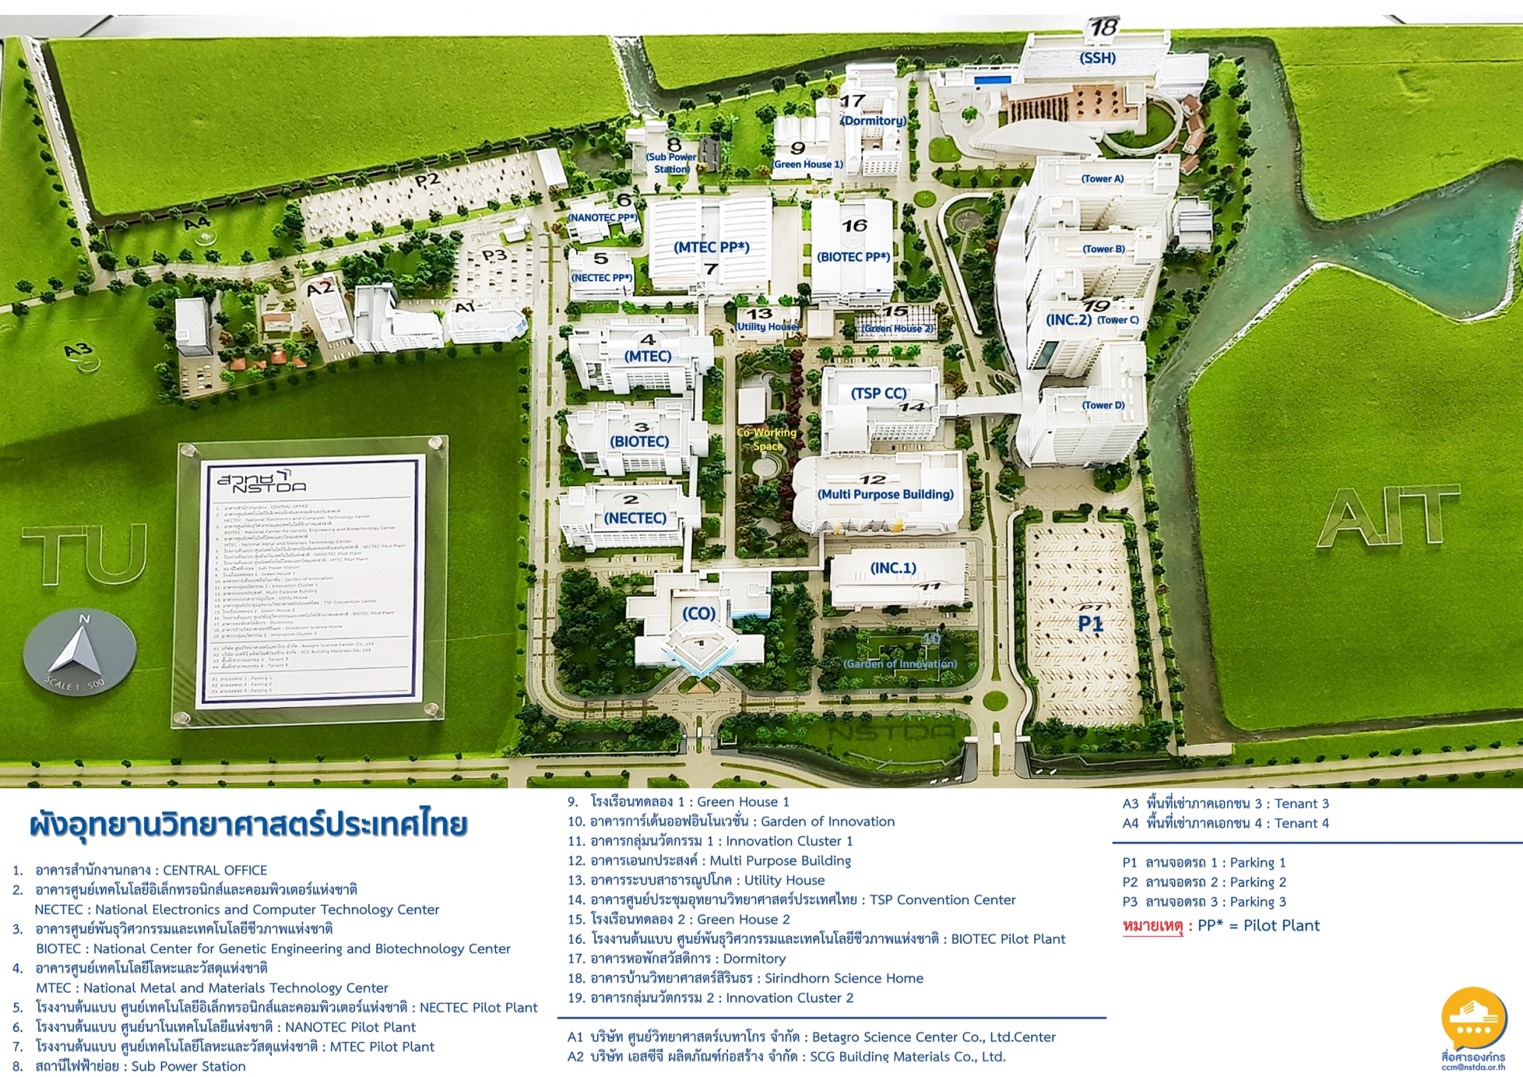 18
(SSH)
17
(Dormitory)
8
(Sub Power
Station)
9
(Green House 1)
P2
(Tower A)
6
(NANOTEC PP*)
A4
16
(MTEC PP*)
7
(BIOTEC PP*)
(Tower B)
P3
5
(NECTEC PP*)
A2
A1
13
(Utility House)
15
(Green House 2)
19
(INC.2) (Tower C)
A3
4
(MTEC)
(TSP CC)
14
(Tower D)
3
(BIOTEC)
Co-Working
Space
12
(Multi Purpose Building)
2
(NECTEC)
สวทช
NSTDA
TU
AIT
(INC.1)
11
(CO)
P1
P1
10
(Garden of Innovation)
N
SCALE 1 : 500
NSTDA
ผังอุทยานวิทยาศาสตร์ประเทศไทย
1. อาคารสำนักงานกลาง : CENTRAL OFFICE
2. อาคารศูนย์เทคโนโลยีอิเล็กทรอนิกส์และคอมพิวเตอร์แห่งชาติ
NECTEC : National Electronics and Computer Technology Center
3. อาคารศูนย์พันธุวิศวกรรมและเทคโนโลยีชีวภาพแห่งชาติ
BIOTEC : National Center for Genetic Engineering and Biotechnology Center
4. อาคารศูนย์เทคโนโลยีโลหะและวัสดุแห่งชาติ
MTEC : National Metal and Materials Technology Center
5. โรงงานต้นแบบ ศูนย์เทคโนโลยีอิเล็กทรอนิกส์และคอมพิวเตอร์แห่งชาติ : NECTEC Pilot Plant
6. โรงงานต้นแบบ ศูนย์นาโนเทคโนโลยีแห่งชาติ : NANOTEC Pilot Plant
7. โรงงานต้นแบบ ศูนย์เทคโนโลยีโลหะและวัสดุแห่งชาติ : MTEC Pilot Plant
8. สถานีไฟฟ้าย่อย : Sub Power Station
9. โรงเรือนทดลอง 1 : Green House 1
10. อาคารการ์เด้นออฟอินโนเวชั่น : Garden of Innovation
11. อาคารกลุ่มนวัตกรรม 1 : Innovation Cluster 1
12. อาคารเอนกประสงค์ : Multi Purpose Building
13. อาคารระบบสาธารณูปโภค : Utility House
14. อาคารศูนย์ประชุมอุทยานวิทยาศาสตร์ประเทศไทย : TSP Convention Center
15. โรงเรือนทดลอง 2 : Green House 2
16. โรงงานต้นแบบ ศูนย์พันธุวิศวกรรมและเทคโนโลยีชีวภาพแห่งชาติ : BIOTEC Pilot Plant
17. อาคารหอพักสวัสดิการ : Dormitory
18. อาคารบ้านวิทยาศาสตร์สิรินธร : Sirindhorn Science Home
19. อาคารกลุ่มนวัตกรรม 2 : Innovation Cluster 2
A1 บริษัท ศูนย์วิทยาศาสตร์เบทาโกร จำกัด : Betagro Science Center Co., Ltd.Center
A2 บริษัท เอสซีจี ผลิตภัณฑ์ก่อสร้าง จำกัด : SCG Building Materials Co., Ltd.
A3 พื้นที่เช่าภาคเอกชน 3 : Tenant 3
A4 พื้นที่เช่าภาคเอกชน 4 : Tenant 4
P1 ลานจอดรถ 1 : Parking 1
P2 ลานจอดรถ 2 : Parking 2
P3 ลานจอดรถ 3 : Parking 3
หมายเหตุ : PP* = Pilot Plant
สื่อสารองค์กร
ccm@nstda.or.th